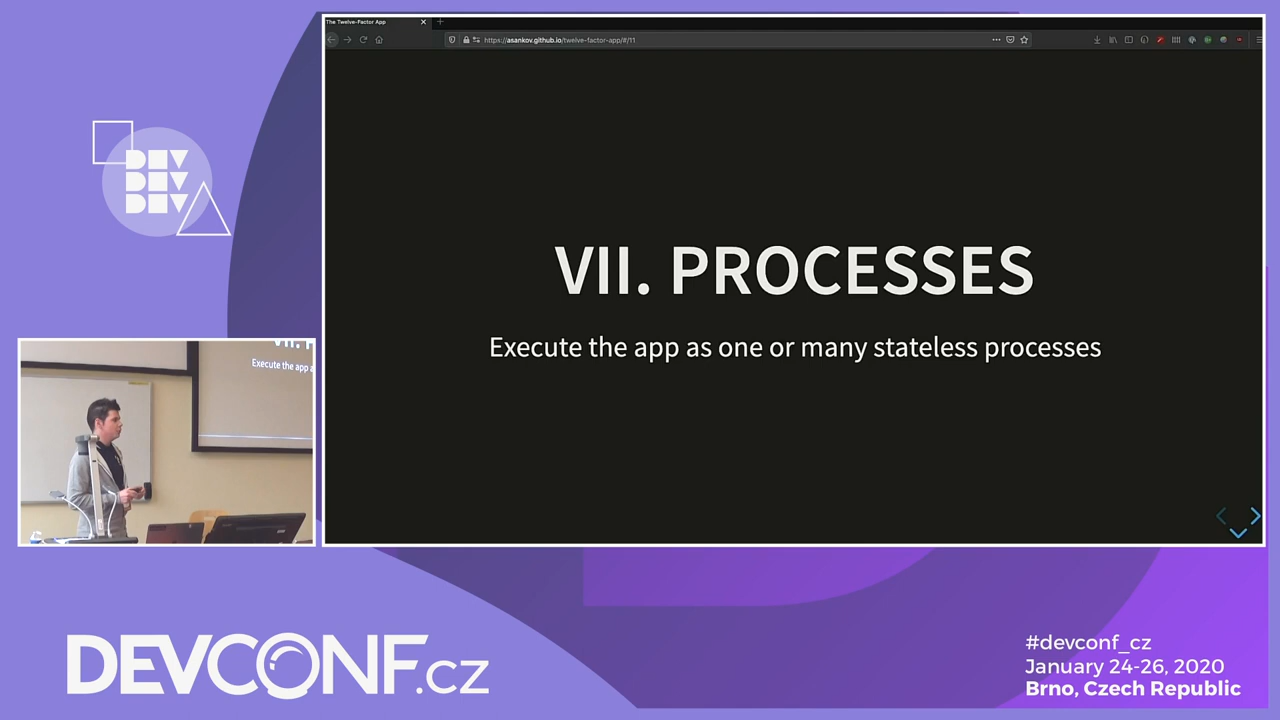 The Twelve-Factor App
https://asankov.github.io/twelve-factor-app/#/11
VII. PROCESSES
Execute the app as one or many stateless processes
DEV
DEV
DEV
Execute the app a
DEVCONF.cz
#devconf_cz
January 24-26, 2020
Brno, Czech Republic